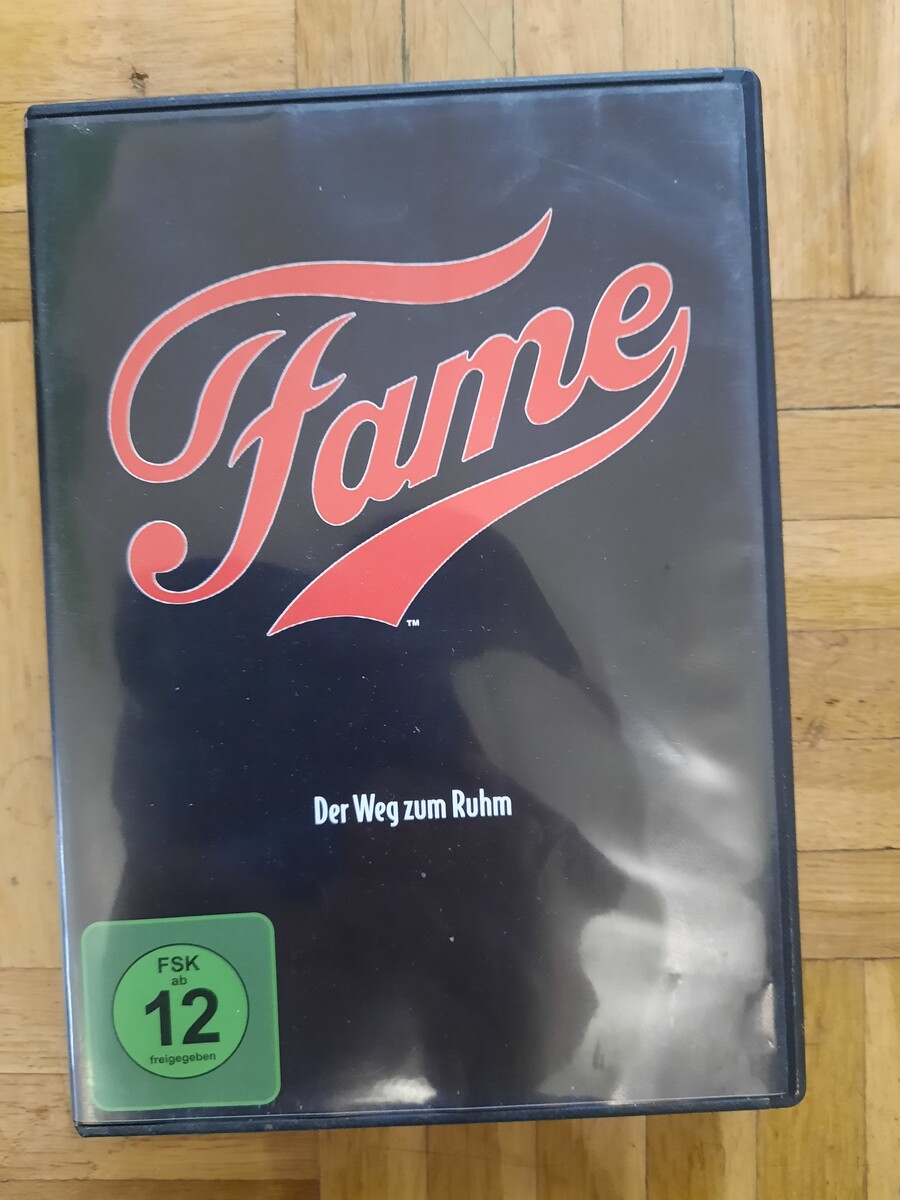 Fame
TM
Der Weg zum Ruhm
FSK
ab
12
freigegeben